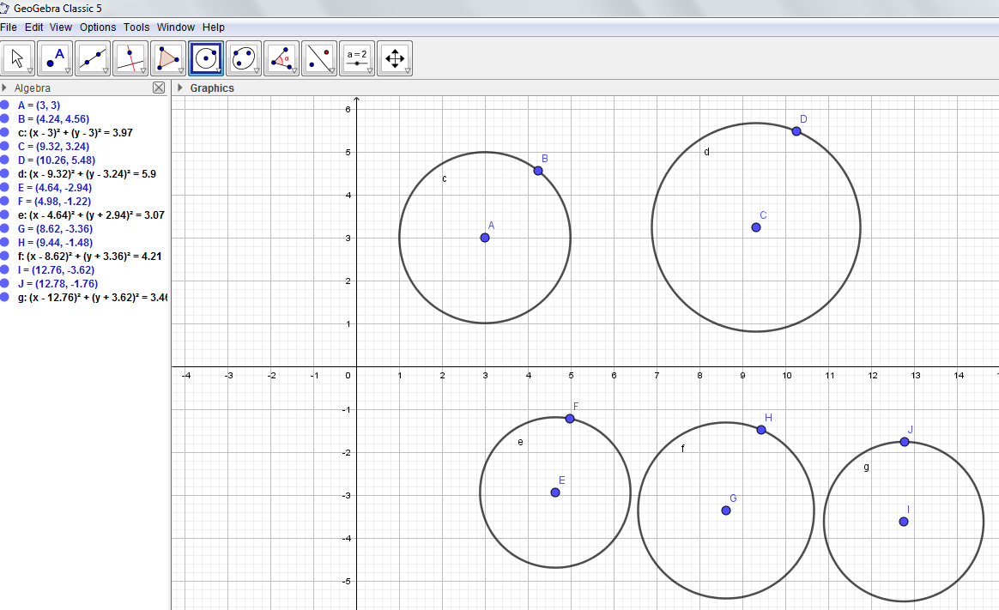 GeoGebra Classic 5
File Edit View Options Tools Window Help
A
α
a=2
Algebra
Graphics
A = (3, 3)
B = (4.24, 4.56)
c: (x - 3)² + (y - 3)² = 3.97
C = (9.32, 3.24)
D = (10.26, 5.48)
d: (x - 9.32)² + (y - 3.24)² = 5.9
E = (4.64, -2.94)
F = (4.98, -1.22)
e: (x - 4.64)² + (y + 2.94)² = 3.07
G = (8.62, -3.36)
H = (9.44, -1.48)
f: (x - 8.62)² + (y + 3.36)² = 4.21
I = (12.76, -3.62)
J = (12.78, -1.76)
g: (x - 12.76)² + (y + 3.62)² = 3.46
6
D
5
d
B
c
4
C
A
3
2
1
-4 -3 -2 -1 0 1 2 3 4 5 6 7 8 9 10 11 12 13 14
-1
F
H
J
e
f
-2
g
E
-3
G
I
-4
-5